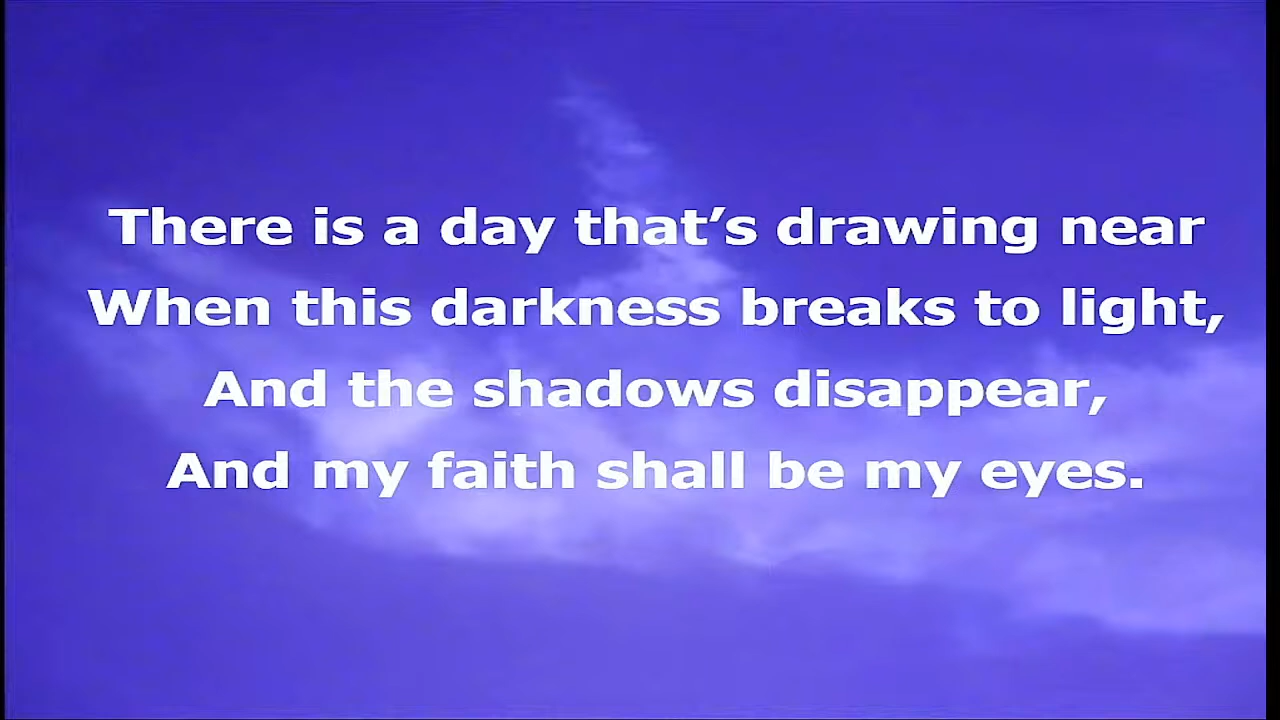 There is a day that’s drawing near
When this darkness breaks to light,
And the shadows disappear,
And my faith shall be my eyes.